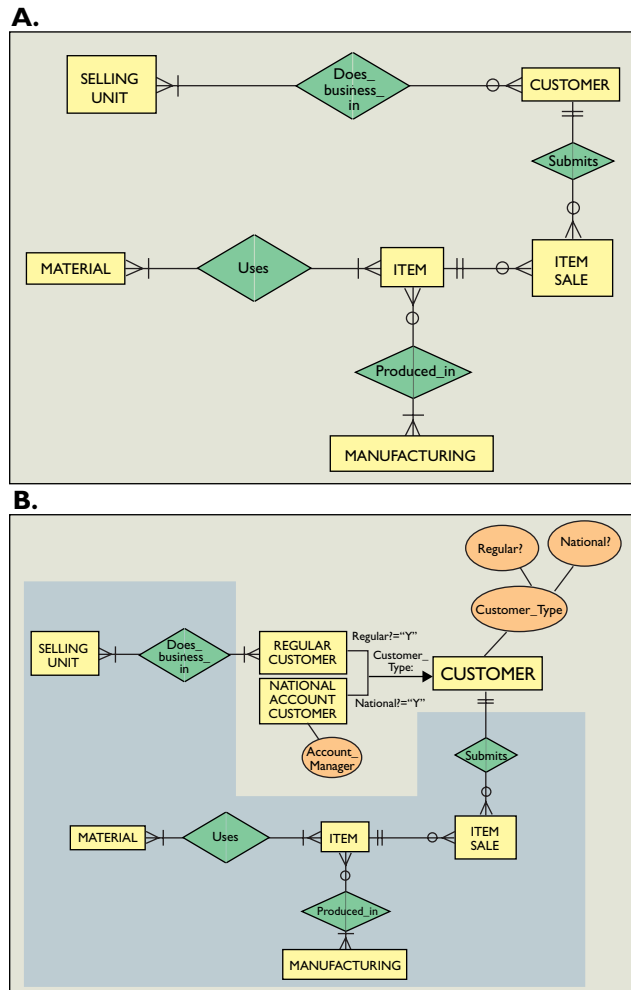 A.
SELLING
UNIT
Does_
business_
in
CUSTOMER
Submits
MATERIAL
Uses
ITEM
ITEM
SALE
Produced_in
MANUFACTURING
B.
Regular?
National?
Customer_Type
SELLING
UNIT
Does_
business_
in
REGULAR
CUSTOMER
Regular?="Y"
Customer_
Type:
CUSTOMER
NATIONAL
ACCOUNT
CUSTOMER
National?="Y"
Account_
Manager
Submits
MATERIAL
Uses
ITEM
ITEM
SALE
Produced_in
MANUFACTURING